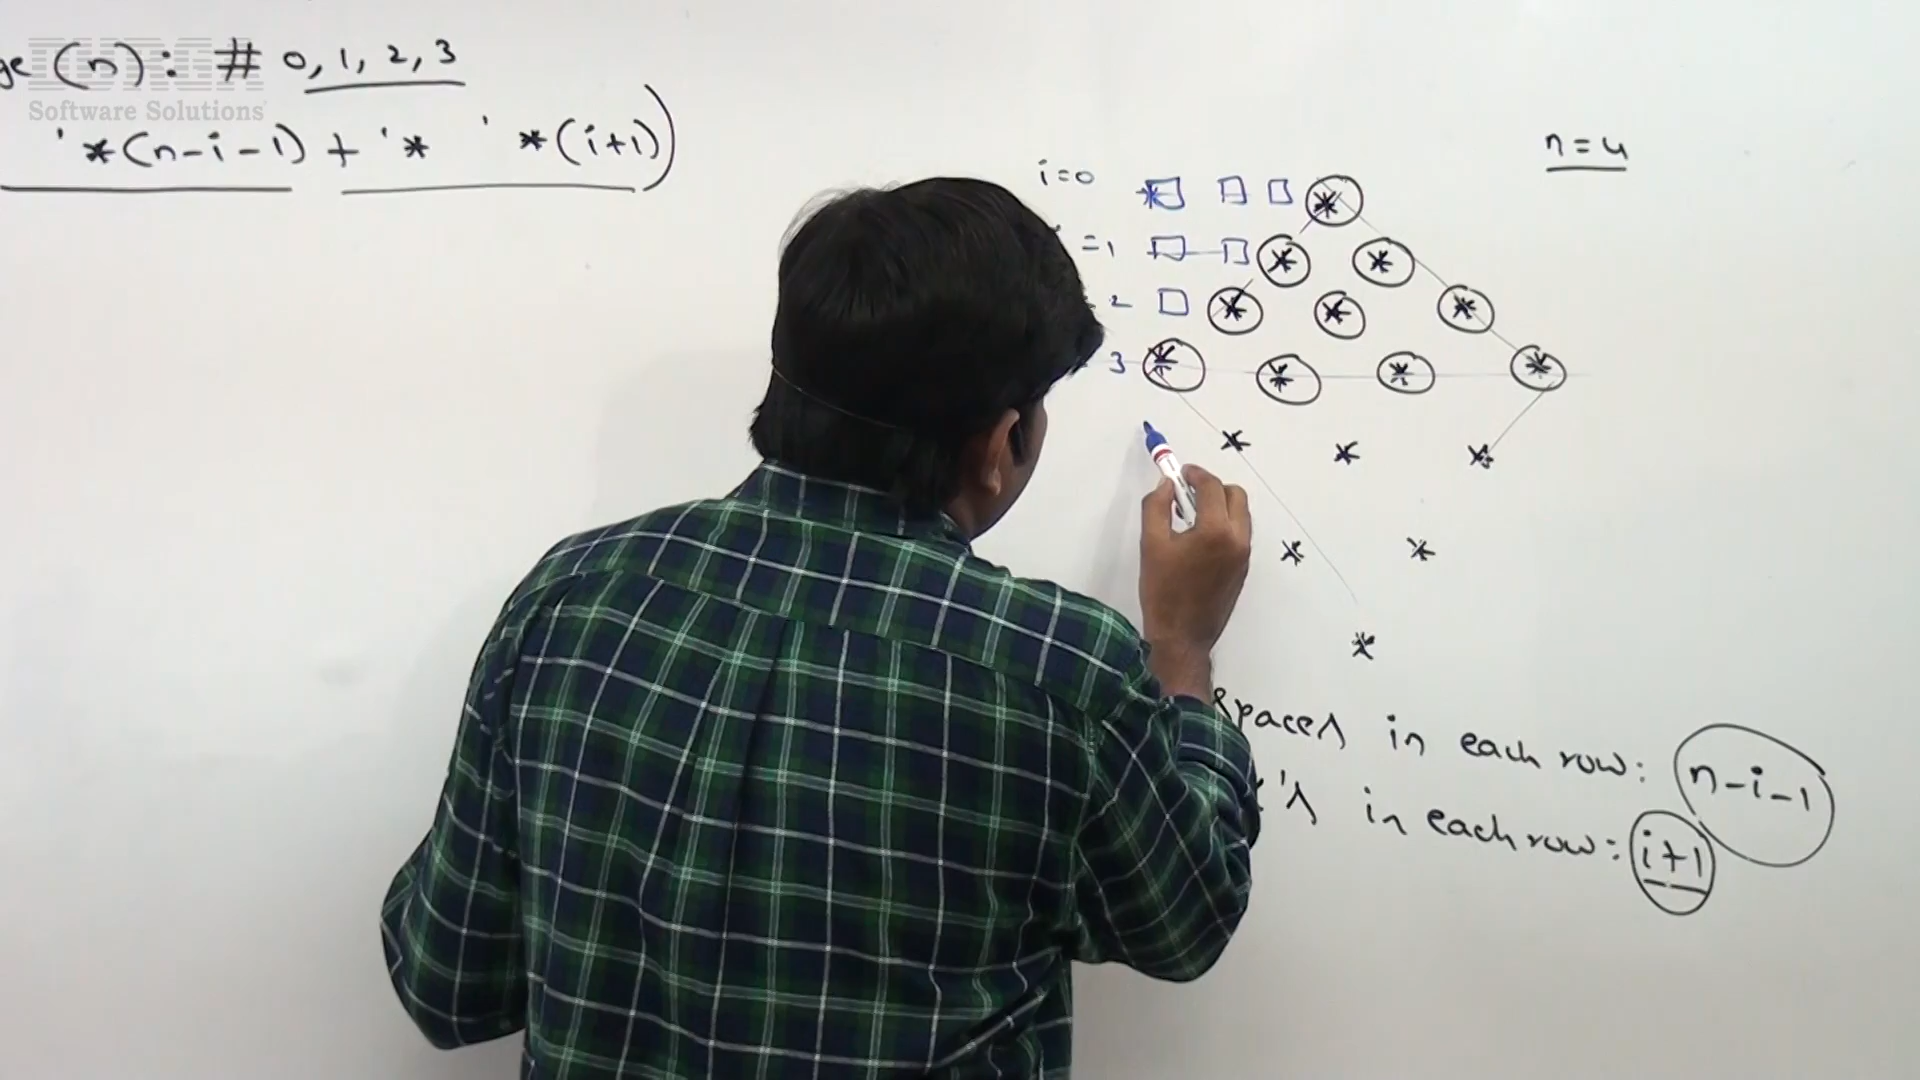 ge (n): # 0, 1, 2, 3
DURGA
Software Solutions
' *(n-i-1) + '* ' *(i+1))
n=4
i=0 * *
=1 * *
2 * * *
3 * * * *
* * *
* *
*
spaces in each row: n-i-1
*'s in each row: i+1